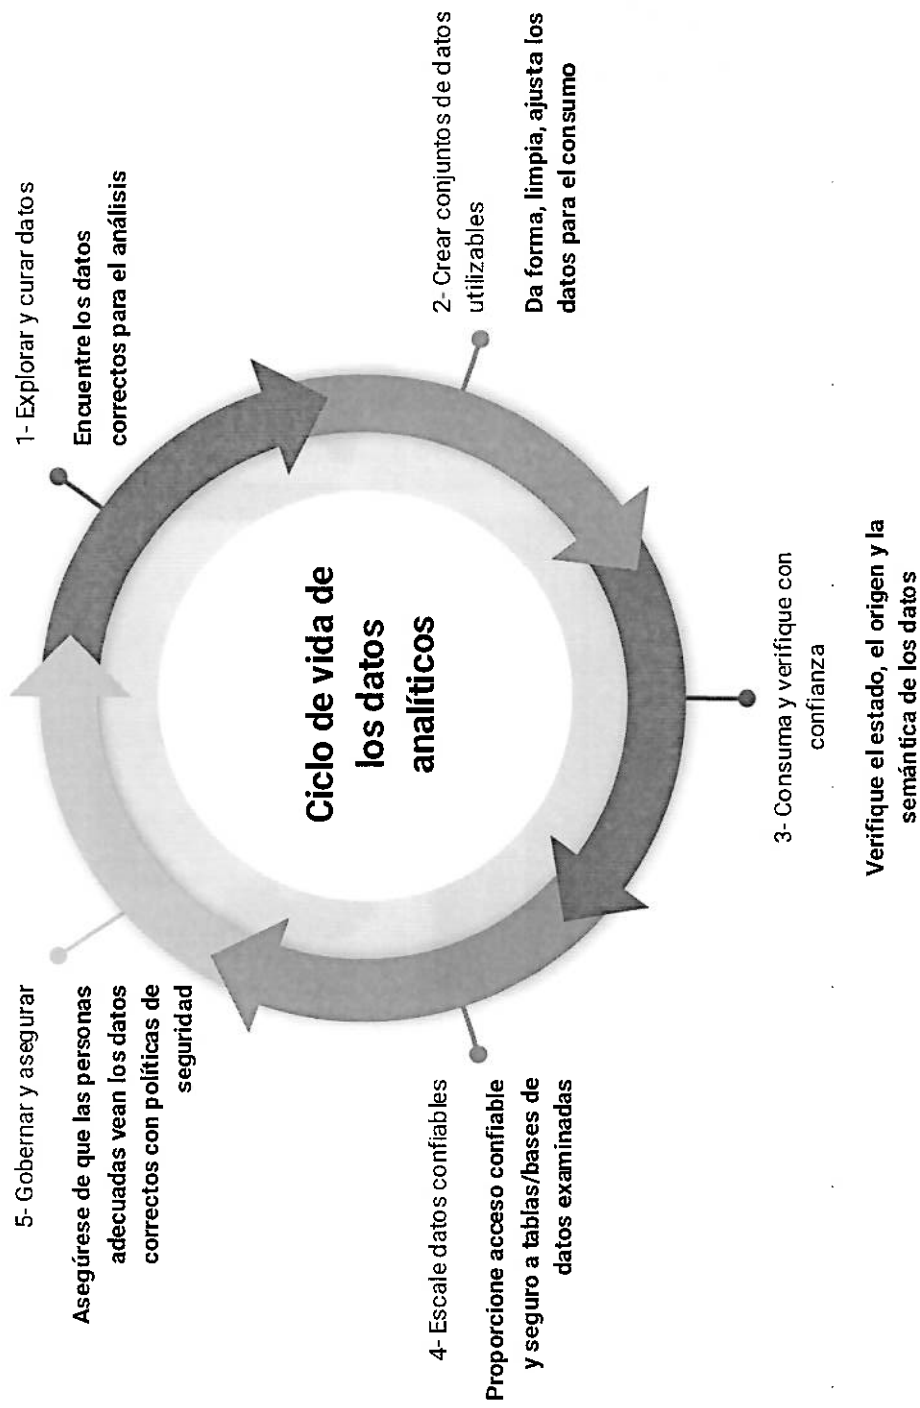 Ciclo de vida de
los datos
analíticos
1- Explorar y curar datos
Encuentre los datos
correctos para el análisis
2- Crear conjuntos de datos
utilizables
Da forma, limpia, ajusta los
datos para el consumo
3- Consuma y verifique con
confianza
Verifique el estado, el origen y la
semántica de los datos
4- Escale datos confiables
Proporcione acceso confiable
y seguro a tablas/bases de
datos examinadas
5- Gobernar y asegurar
Asegúrese de que las personas
adecuadas vean los datos
correctos con políticas de
seguridad